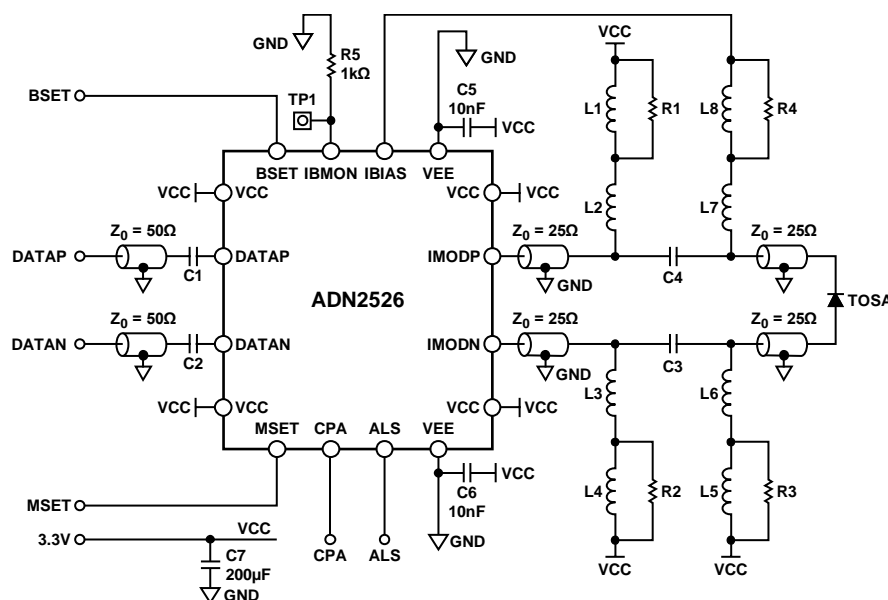 GND
R5
1kΩ
TP1
BSET
GND
C5
10nF
VCC
VCC
L1
R1
L8
R4
BSET
IBMON
IBIAS
VEE
VCC
VCC
VCC
VCC
L2
L7
Z0 = 50Ω
DATAP
C1
DATAP
IMODP
Z0 = 25Ω
GND
C4
Z0 = 25Ω
ADN2526
TOSA
Z0 = 50Ω
DATAN
C2
DATAN
IMODN
Z0 = 25Ω
GND
C3
Z0 = 25Ω
VCC
VCC
VCC
VCC
L3
L6
MSET
CPA
ALS
VEE
C6
10nF
VCC
L4
R2
L5
R3
MSET
3.3V
VCC
C7
200µF
GND
CPA
ALS
GND
VCC
VCC